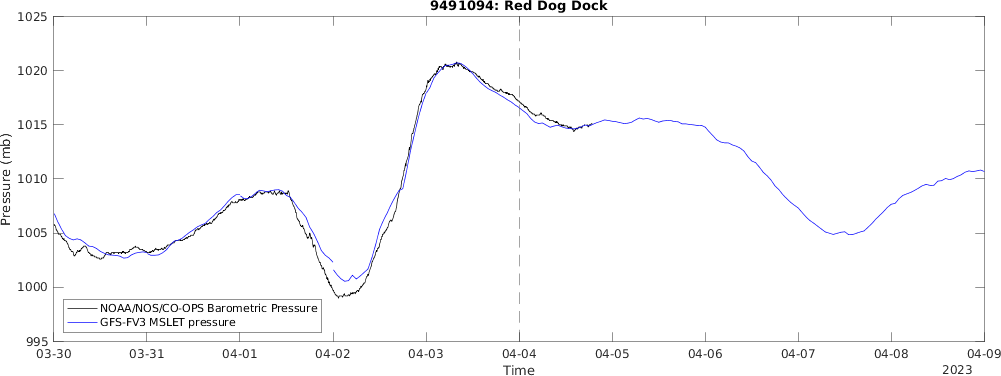 9491094: Red Dog Dock
1025
1020
1015
1010
1005
1000
995
Pressure (mb)
NOAA/NOS/CO-OPS Barometric Pressure
GFS-FV3 MSLET pressure
03-30 03-31 04-01 04-02 04-03 04-04 04-05 04-06 04-07 04-08 04-09
Time
2023